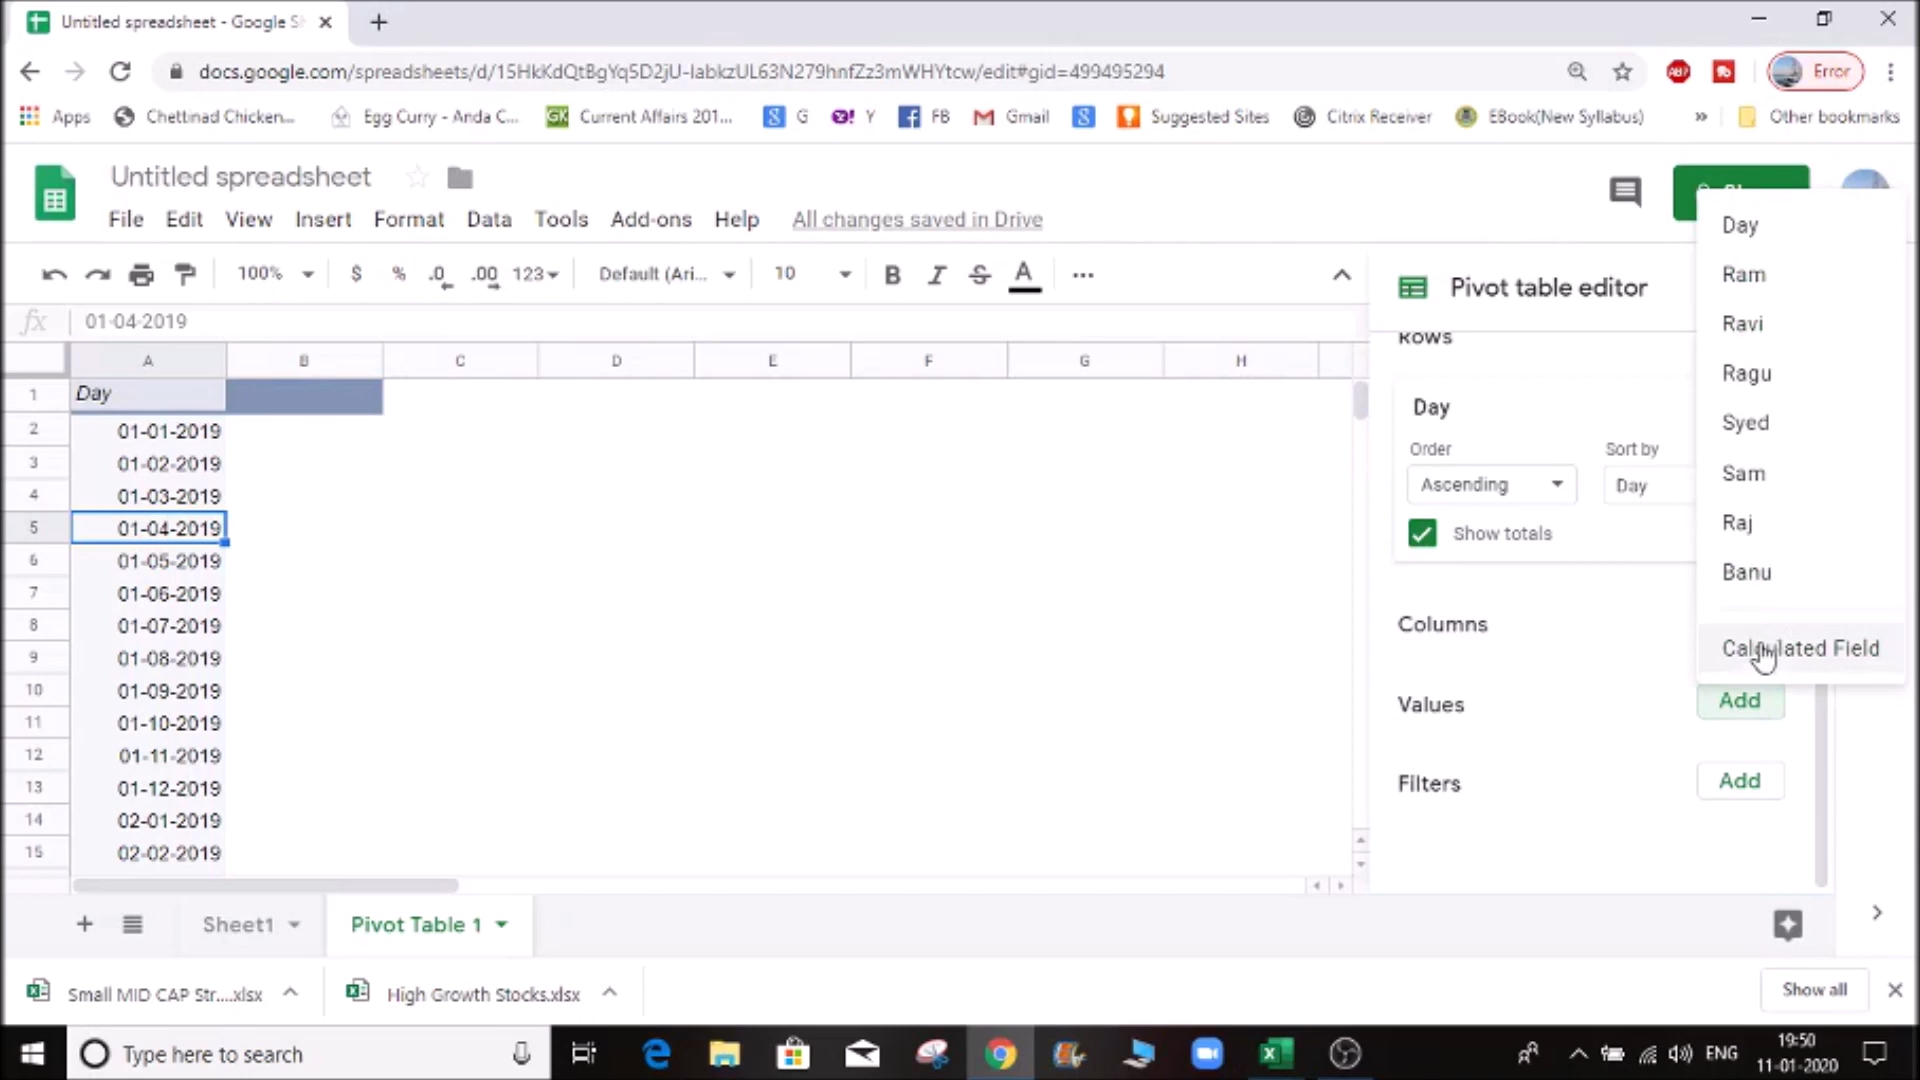 Untitled spreadsheet - Google S
docs.google.com/spreadsheets/d/15HkKdQtBgYq5D2jU-IabkzUL63N279hnfZz3mWHYtcw/edit#gid=499495294
ABP
Error
Apps
Chettinad Chicken...
Egg Curry - Anda C...
GK
Current Affairs 201...
G
Y
FB
Gmail
Suggested Sites
Citrix Receiver
EBook(New Syllabus)
»
Other bookmarks
Untitled spreadsheet
File Edit View Insert Format Data Tools Add-ons Help All changes saved in Drive
100% $ % .0 .00 123 Default (Ari... 10 B I S A
fx 01-04-2019
A B C D E F G H
1 Day
2 01-01-2019
3 01-02-2019
4 01-03-2019
5 01-04-2019
6 01-05-2019
7 01-06-2019
8 01-07-2019
9 01-08-2019
10 01-09-2019
11 01-10-2019
12 01-11-2019
13 01-12-2019
14 02-01-2019
15 02-02-2019
Pivot table editor
Rows
Day
Order Sort by
Ascending Day
Show totals
Columns
Values Add
Filters Add
Day
Ram
Ravi
Ragu
Syed
Sam
Raj
Banu
Calculated Field
Sheet1 Pivot Table 1
Small MID CAP Str....xlsx
High Growth Stocks.xlsx
Show all
Type here to search
ENG
19:50
11-01-2020